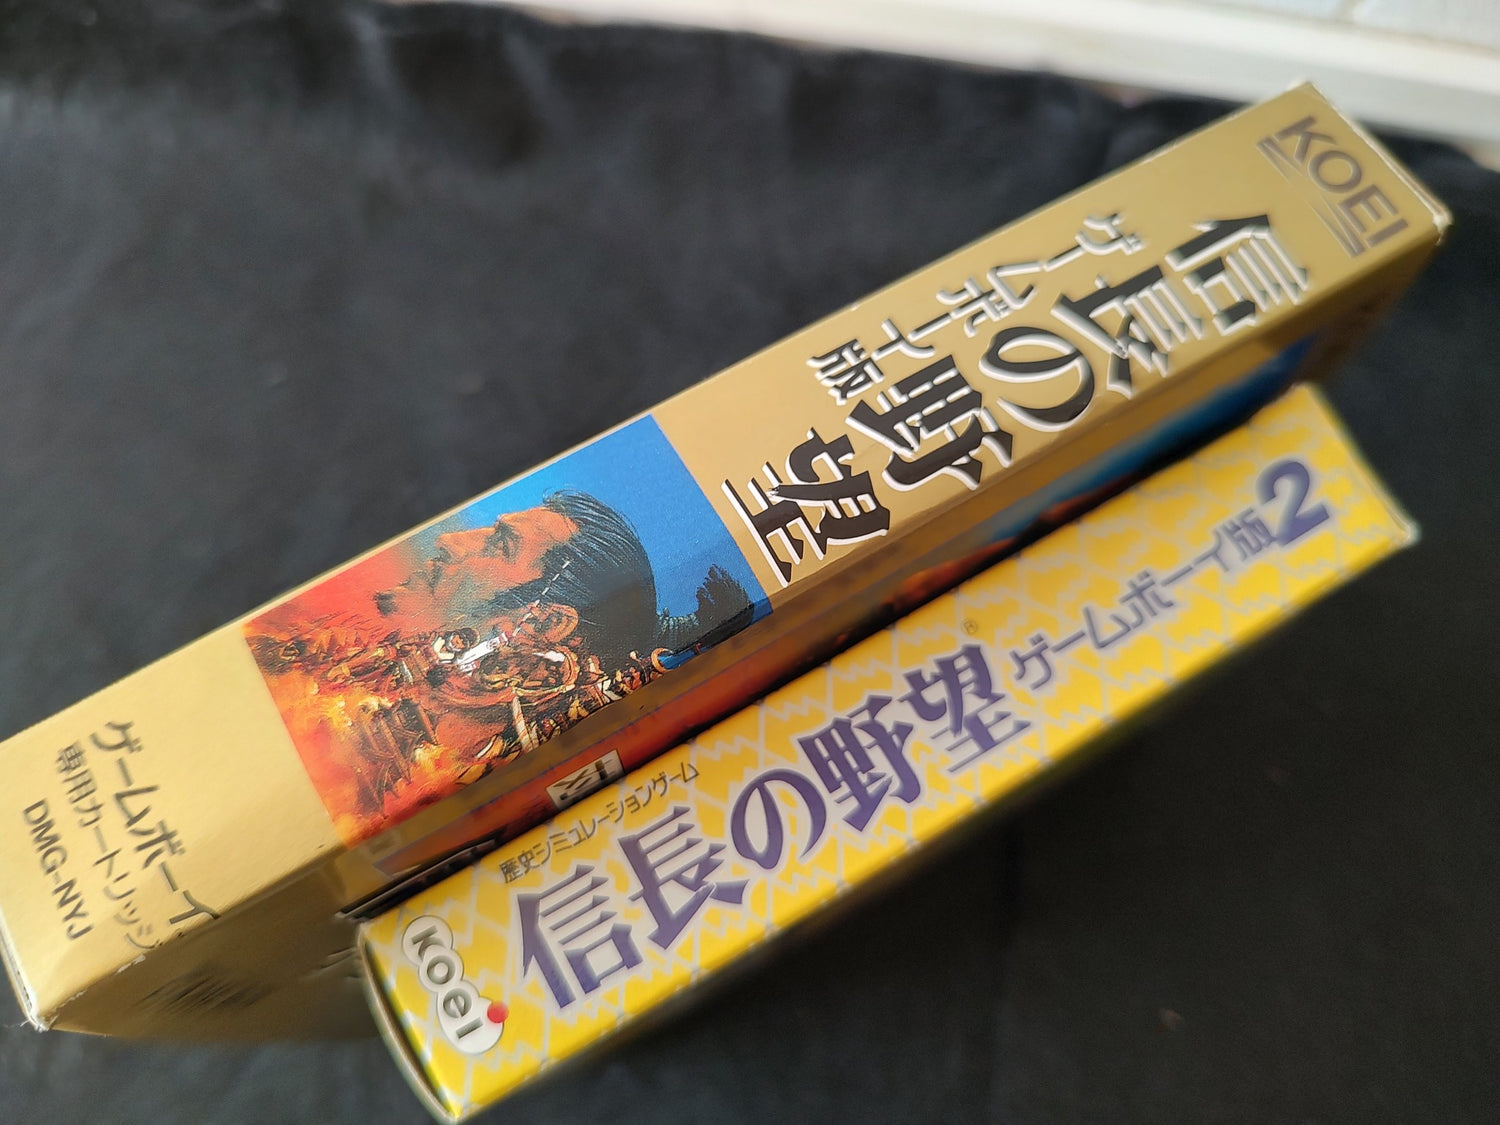 KOEI
信長の野望
ゲームボーイ版
ゲームボーイ
専用カートリッジ
DMG-NYJ
歴史シミュレーションゲーム
信長の野望®
ゲームボーイ版2
KOEI